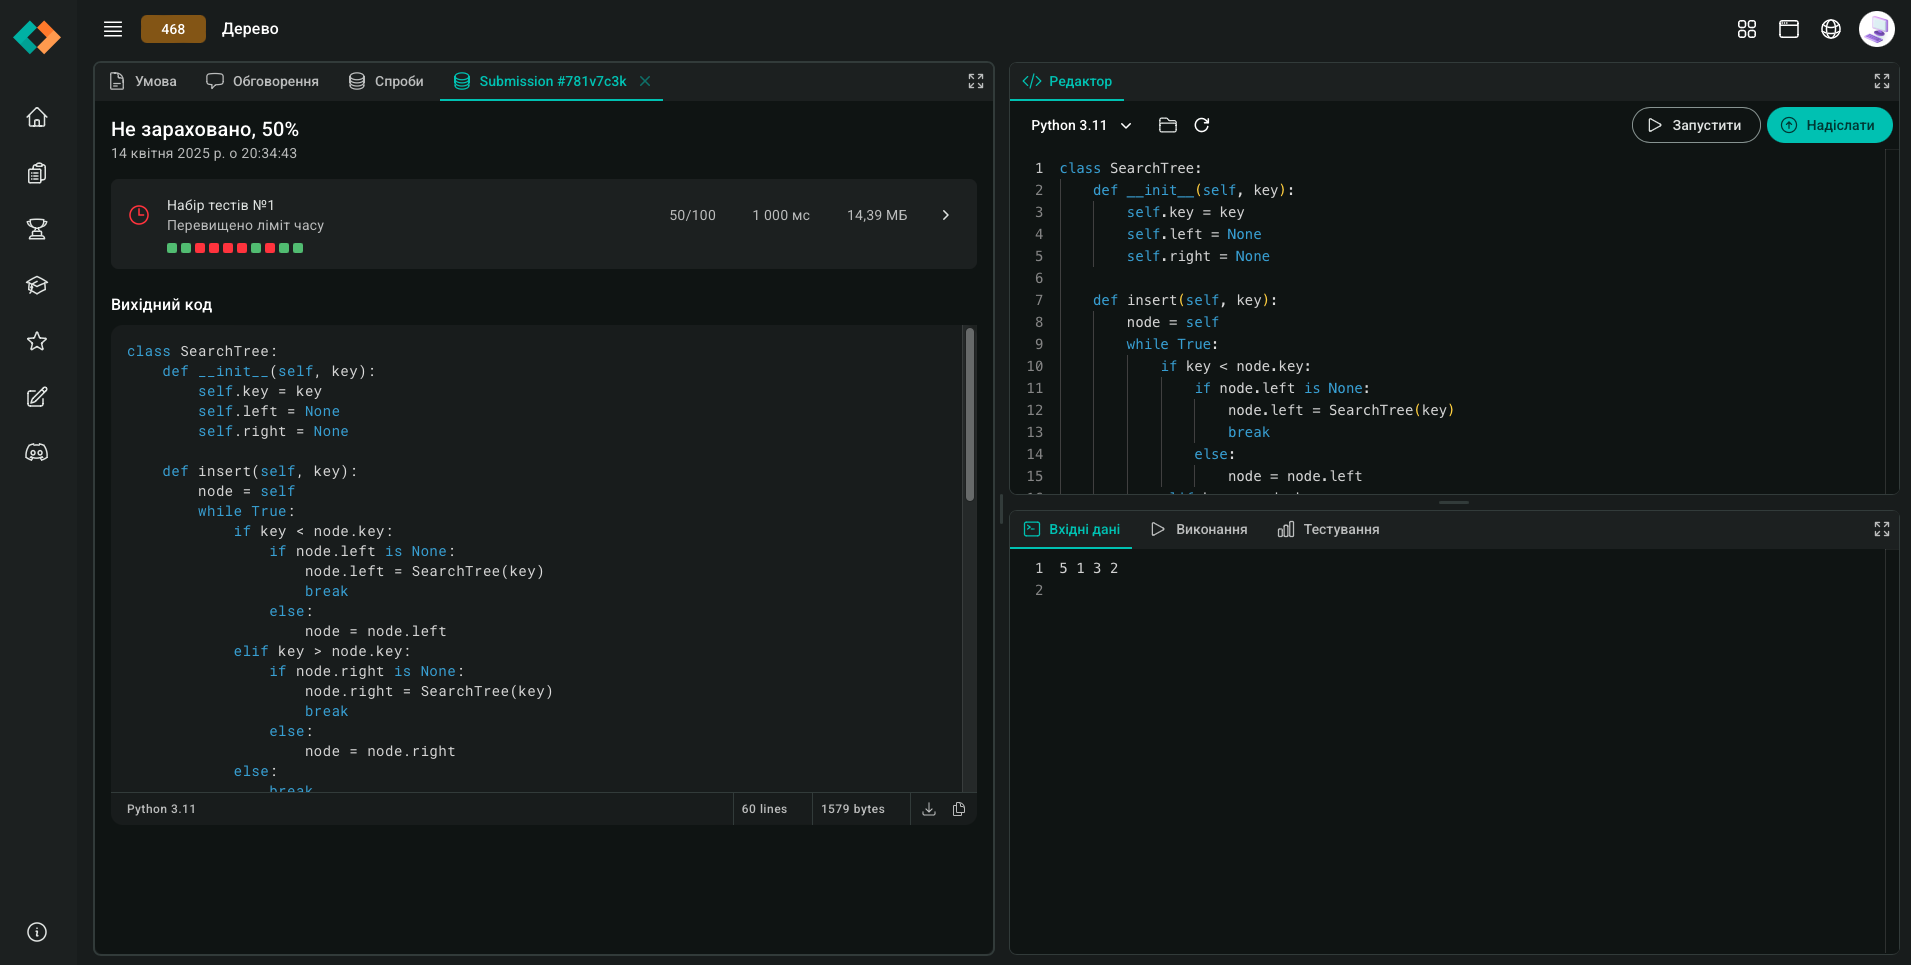 468 Дерево
Умова Обговорення Спроби Submission #781v7c3k
Не зараховано, 50%
14 квітня 2025 р. о 20:34:43
Набір тестів №1
Перевищено ліміт часу
50/100 1 000 мс 14,39 МБ
Вихідний код
class SearchTree:
    def __init__(self, key):
        self.key = key
        self.left = None
        self.right = None
    def insert(self, key):
        node = self
        while True:
            if key < node.key:
                if node.left is None:
                    node.left = SearchTree(key)
                    break
                else:
                    node = node.left
            elif key > node.key:
                if node.right is None:
                    node.right = SearchTree(key)
                    break
                else:
                    node = node.right
            else:
                break
Python 3.11 60 lines 1579 bytes
Редактор
Python 3.11 Запустити Надіслати
1 class SearchTree:
2     def __init__(self, key):
3         self.key = key
4         self.left = None
5         self.right = None
6
7     def insert(self, key):
8         node = self
9         while True:
10             if key < node.key:
11                 if node.left is None:
12                     node.left = SearchTree(key)
13                     break
14                 else:
15                     node = node.left
Вхідні дані Виконання Тестування
1 5 1 3 2
2